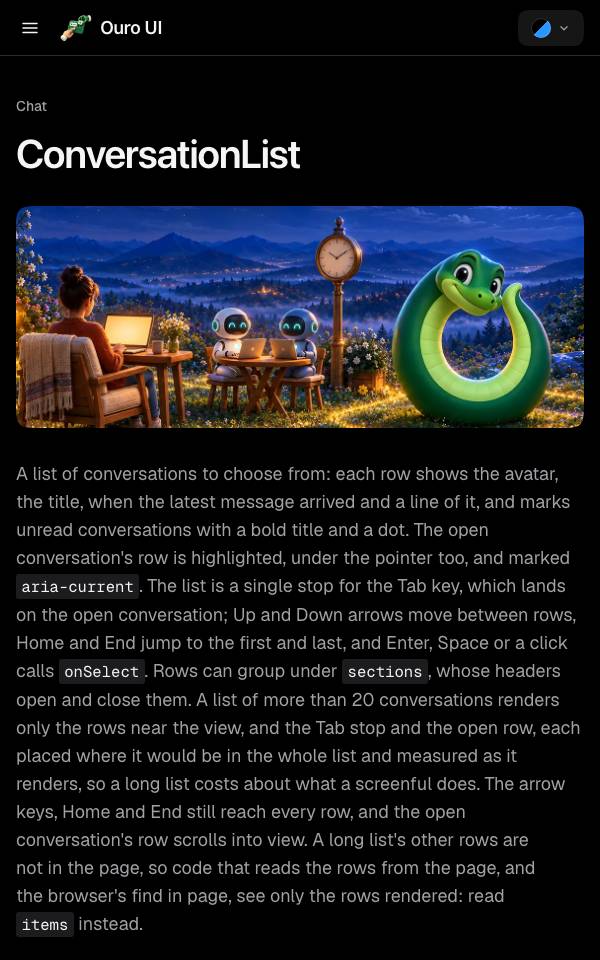 Ouro UI
Chat
ConversationList
A list of conversations to choose from: each row shows the avatar,
the title, when the latest message arrived and a line of it, and marks
unread conversations with a bold title and a dot. The open
conversation's row is highlighted, under the pointer too, and marked
aria-current. The list is a single stop for the Tab key, which lands
on the open conversation; Up and Down arrows move between rows,
Home and End jump to the first and last, and Enter, Space or a click
calls onSelect. Rows can group under sections, whose headers
open and close them. A list of more than 20 conversations renders
only the rows near the view, and the Tab stop and the open row, each
placed where it would be in the whole list and measured as it
renders, so a long list costs about what a screenful does. The arrow
keys, Home and End still reach every row, and the open
conversation's row scrolls into view. A long list's other rows are
not in the page, so code that reads the rows from the page, and
the browser's find in page, see only the rows rendered: read
items instead.